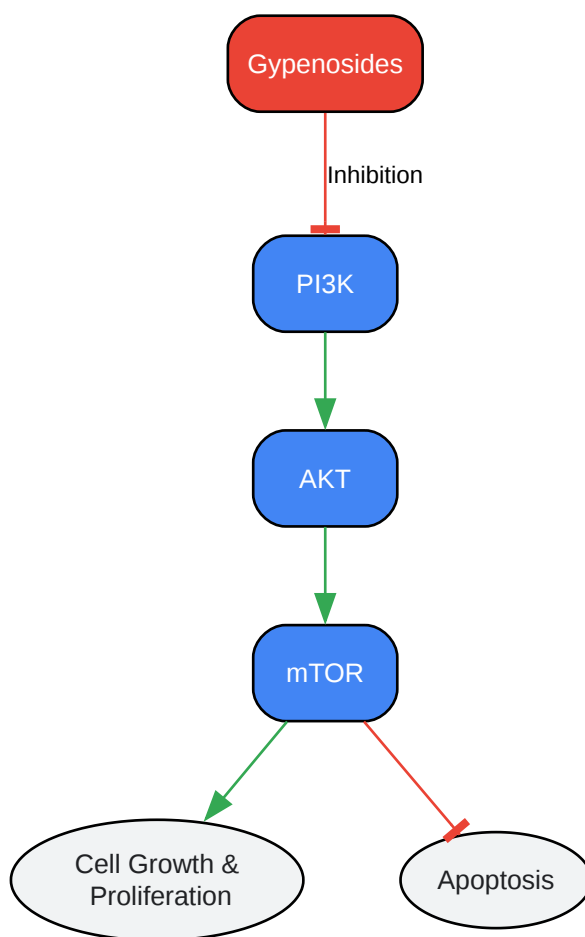 Gypenosides
Inhibition
PI3K
AKT
mTOR
Cell Growth &
Proliferation
Apoptosis